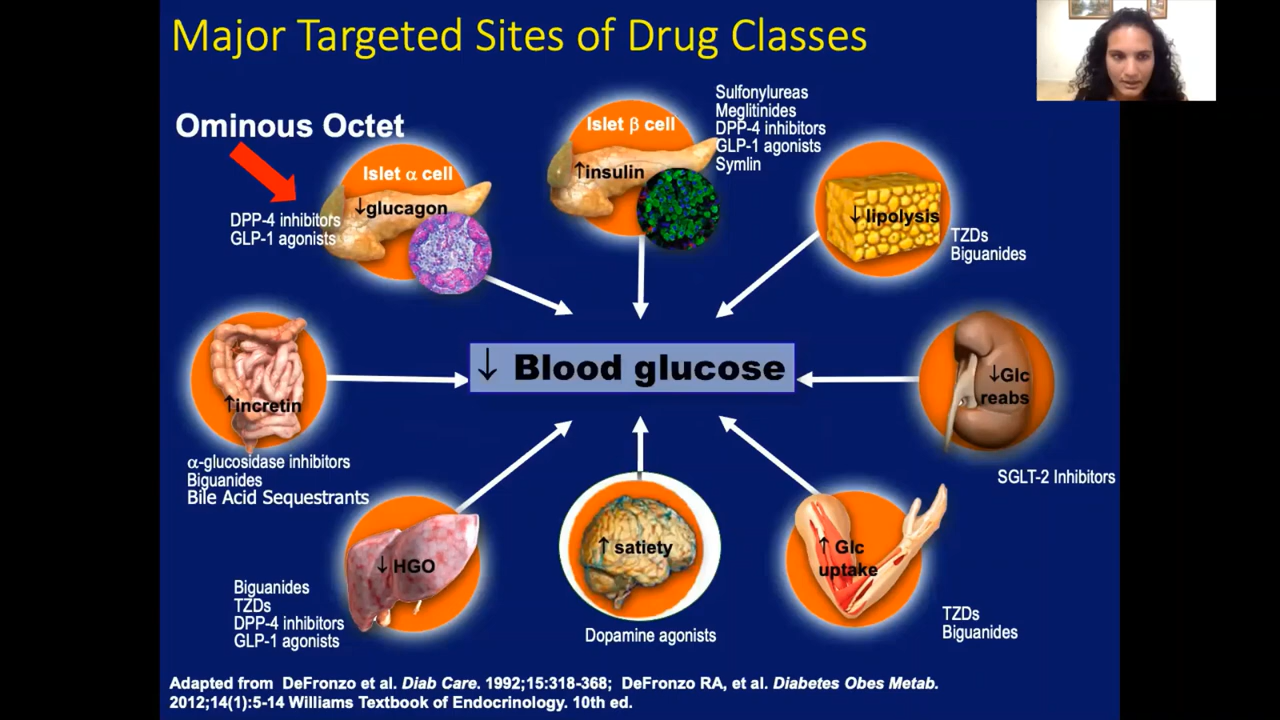 Major Targeted Sites of Drug Classes
Ominous Octet
Islet α cell
↓glucagon
DPP-4 inhibitors
GLP-1 agonists
Islet β cell
↑insulin
Sulfonylureas
Meglitinides
DPP-4 inhibitors
GLP-1 agonists
Symlin
↓ lipolysis
TZDs
Biguanides
↓ Blood glucose
↑incretin
α-glucosidase inhibitors
Biguanides
Bile Acid Sequestrants
↓Glc
reabs
SGLT-2 Inhibitors
↓ HGO
Biguanides
TZDs
DPP-4 inhibitors
GLP-1 agonists
↑ satiety
Dopamine agonists
↑ Glc
uptake
TZDs
Biguanides
Adapted from DeFronzo et al. Diab Care. 1992;15:318-368; DeFronzo RA, et al. Diabetes Obes Metab.
2012;14(1):5-14 Williams Textbook of Endocrinology. 10th ed.